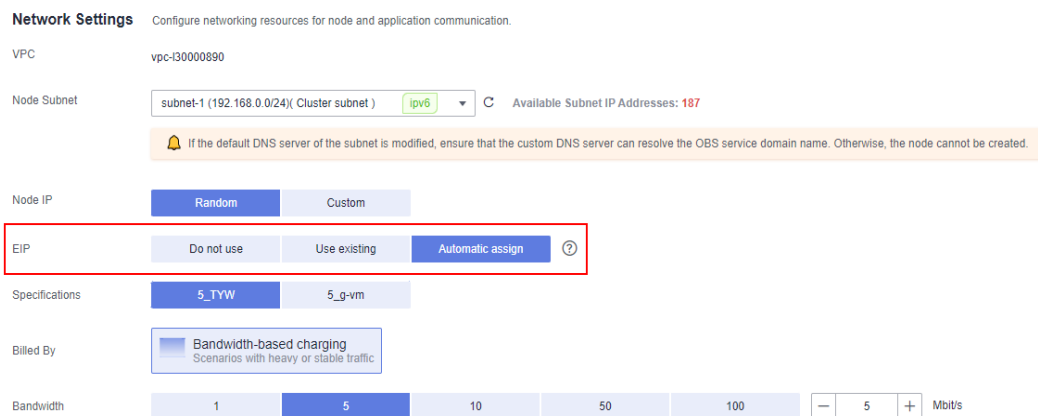 Network Settings Configure networking resources for node and application communication.
VPC vpc-l30000890
Node Subnet subnet-1 (192.168.0.0/24)( Cluster subnet ) ipv6 Available Subnet IP Addresses: 187
If the default DNS server of the subnet is modified, ensure that the custom DNS server can resolve the OBS service domain name. Otherwise, the node cannot be created.
Node IP Random Custom
EIP Do not use Use existing Automatic assign ?
Specifications 5_TYW 5_g-vm
Billed By Bandwidth-based charging
Scenarios with heavy or stable traffic
Bandwidth 1 5 10 50 100 — 5 + Mbit/s